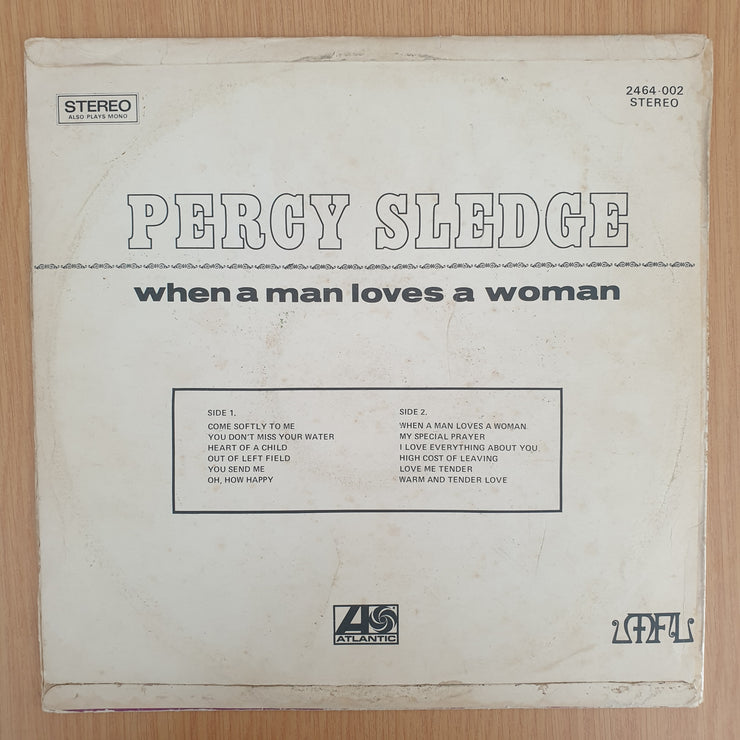 STEREO
ALSO PLAYS MONO
2464-002
STEREO
PERCY SLEDGE
when a man loves a woman
SIDE 1.
COME SOFTLY TO ME
YOU DON'T MISS YOUR WATER
HEART OF A CHILD
OUT OF LEFT FIELD
YOU SEND ME
OH, HOW HAPPY
SIDE 2.
WHEN A MAN LOVES A WOMAN
MY SPECIAL PRAYER
I LOVE EVERYTHING ABOUT YOU
HIGH COST OF LEAVING
LOVE ME TENDER
WARM AND TENDER LOVE
ATLANTIC